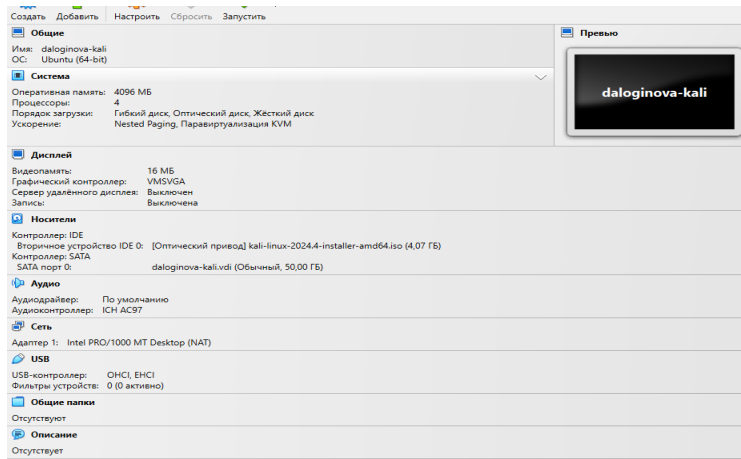 Создать Добавить Настроить Сбросить Запустить
Общие
Имя: daloginova-kali
ОС: Ubuntu (64-bit)
Превью
daloginova-kali
Система
Оперативная память: 4096 МБ
Процессоры: 4
Порядок загрузки: Гибкий диск, Оптический диск, Жёсткий диск
Ускорение: Nested Paging, Паравиртуализация KVM
Дисплей
Видеопамять: 16 МБ
Графический контроллер: VMSVGA
Сервер удалённого дисплея: Выключен
Запись: Выключена
Носители
Контроллер: IDE
Вторичное устройство IDE 0: [Оптический привод] kali-linux-2024.4-installer-amd64.iso (4,07 ГБ)
Контроллер: SATA
SATA порт 0: daloginova-kali.vdi (Обычный, 50,00 ГБ)
Аудио
Аудиодрайвер: По умолчанию
Аудиоконтроллер: ICH AC97
Сеть
Адаптер 1: Intel PRO/1000 MT Desktop (NAT)
USB
USB-контроллер: OHCI, EHCI
Фильтры устройств: 0 (0 активно)
Общие папки
Отсутствуют
Описание
Отсутствует